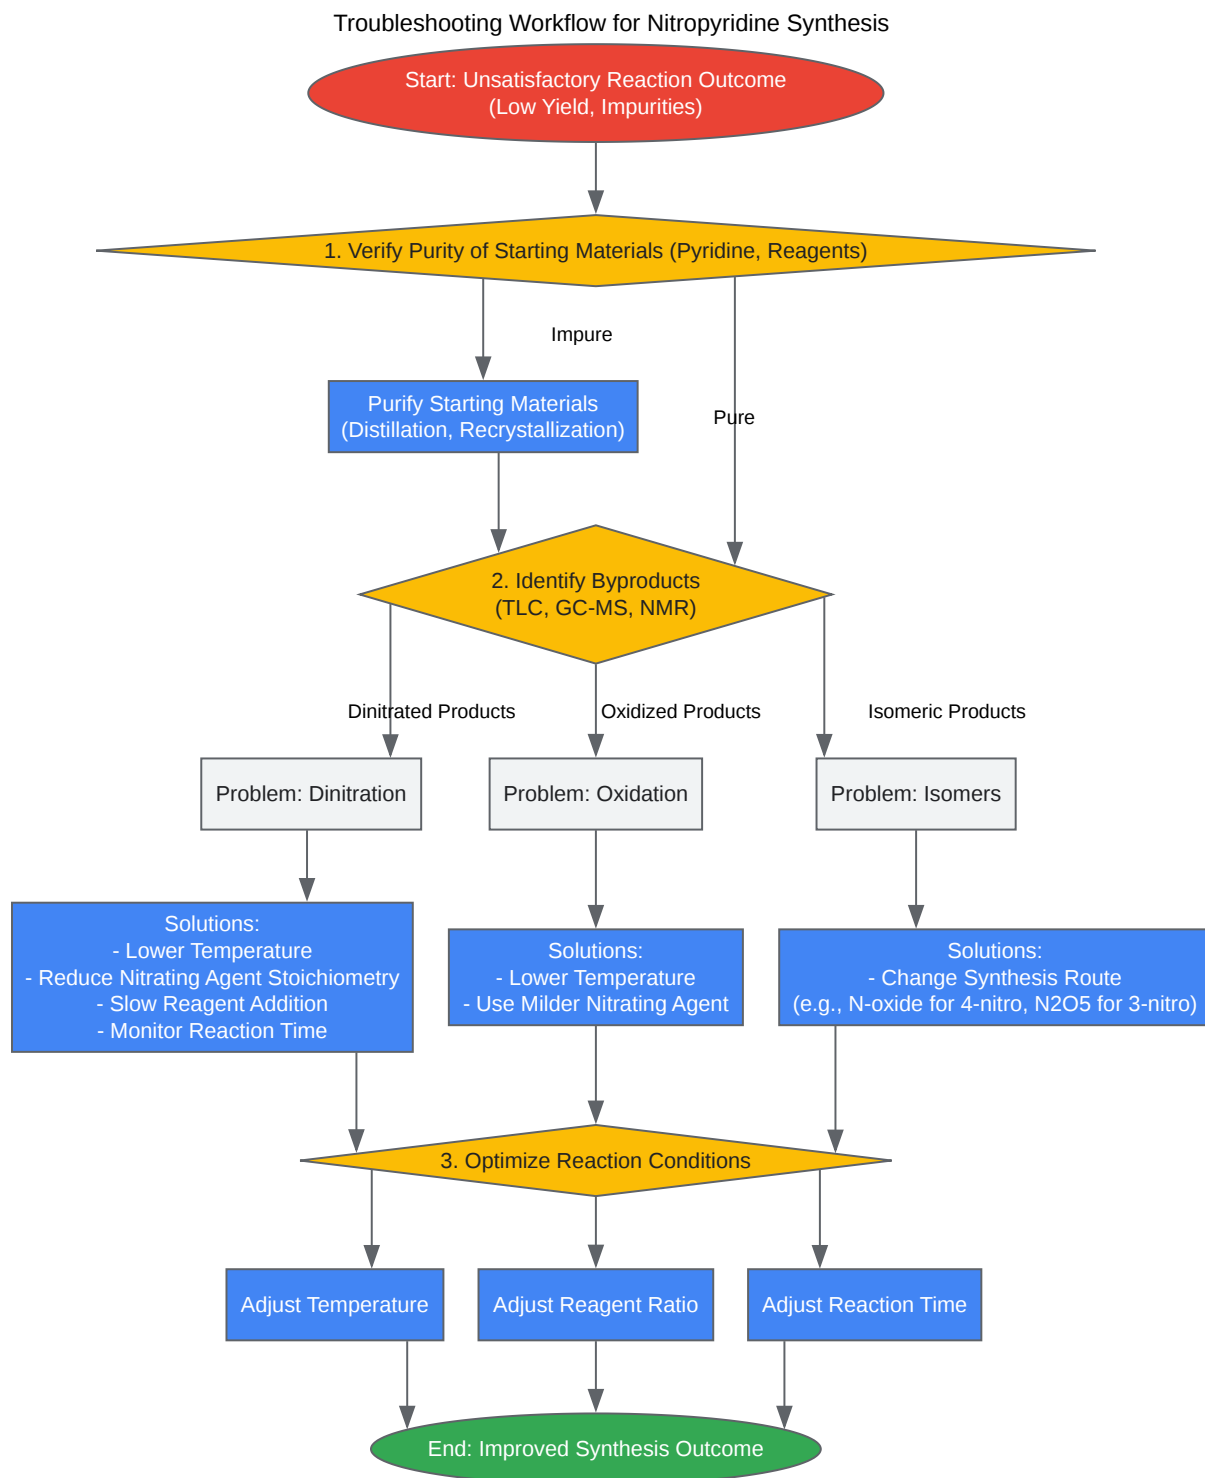 Troubleshooting Workflow for Nitropyridine Synthesis
Start: Unsatisfactory Reaction Outcome
(Low Yield, Impurities)
1. Verify Purity of Starting Materials (Pyridine, Reagents)
Impure
Purify Starting Materials
(Distillation, Recrystallization)
Pure
2. Identify Byproducts
(TLC, GC-MS, NMR)
Dinitrated Products
Oxidized Products
Isomeric Products
Problem: Dinitration
Problem: Oxidation
Problem: Isomers
Solutions:
- Lower Temperature
- Reduce Nitrating Agent Stoichiometry
- Slow Reagent Addition
- Monitor Reaction Time
Solutions:
- Lower Temperature
- Use Milder Nitrating Agent
Solutions:
- Change Synthesis Route
(e.g., N-oxide for 4-nitro, N2O5 for 3-nitro)
3. Optimize Reaction Conditions
Adjust Temperature
Adjust Reagent Ratio
Adjust Reaction Time
End: Improved Synthesis Outcome